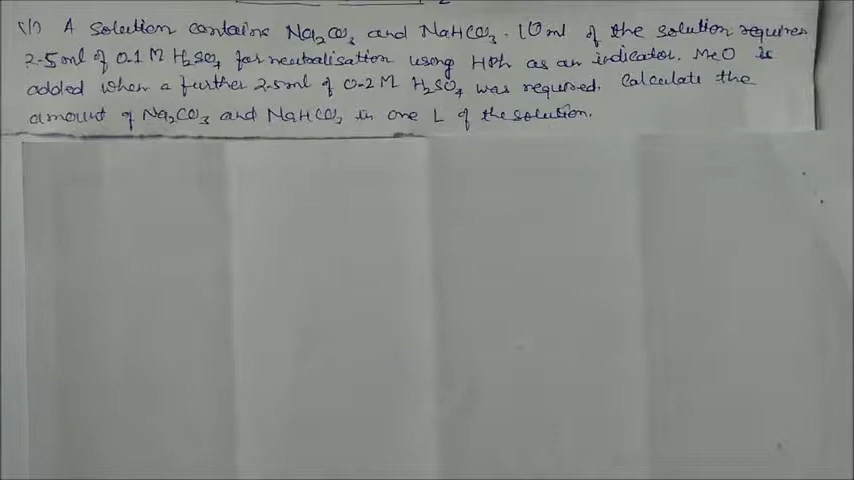 (1) A solution contains Na₂CO₃ and NaHCO₃. 10 ml of the solution requires
2.5 ml of 0.1 M H₂SO₄ for neutralisation using HPh as an indicator. MeO is
added when a further 2.5 ml of 0.2 M H₂SO₄ was required. Calculate the
amount of Na₂CO₃ and NaHCO₃ in one L of the solution.